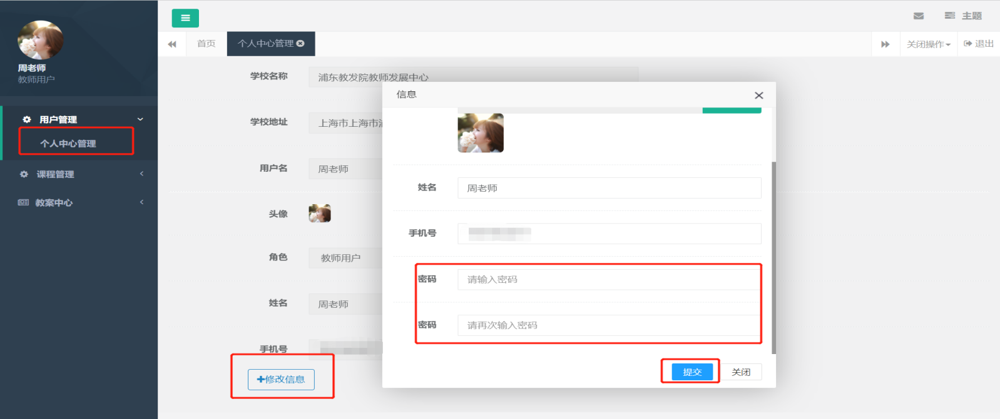 周老师
教师用户
用户管理
个人中心管理
课程管理
教案中心
主题
首页
个人中心管理
关闭操作
退出
学校名称
浦东教发院教师发展中心
学校地址
上海市上海市
用户名
周老师
头像
角色
教师用户
姓名
周老师
手机号
修改信息
信息
姓名
周老师
手机号
密码
请输入密码
密码
请再次输入密码
提交
关闭